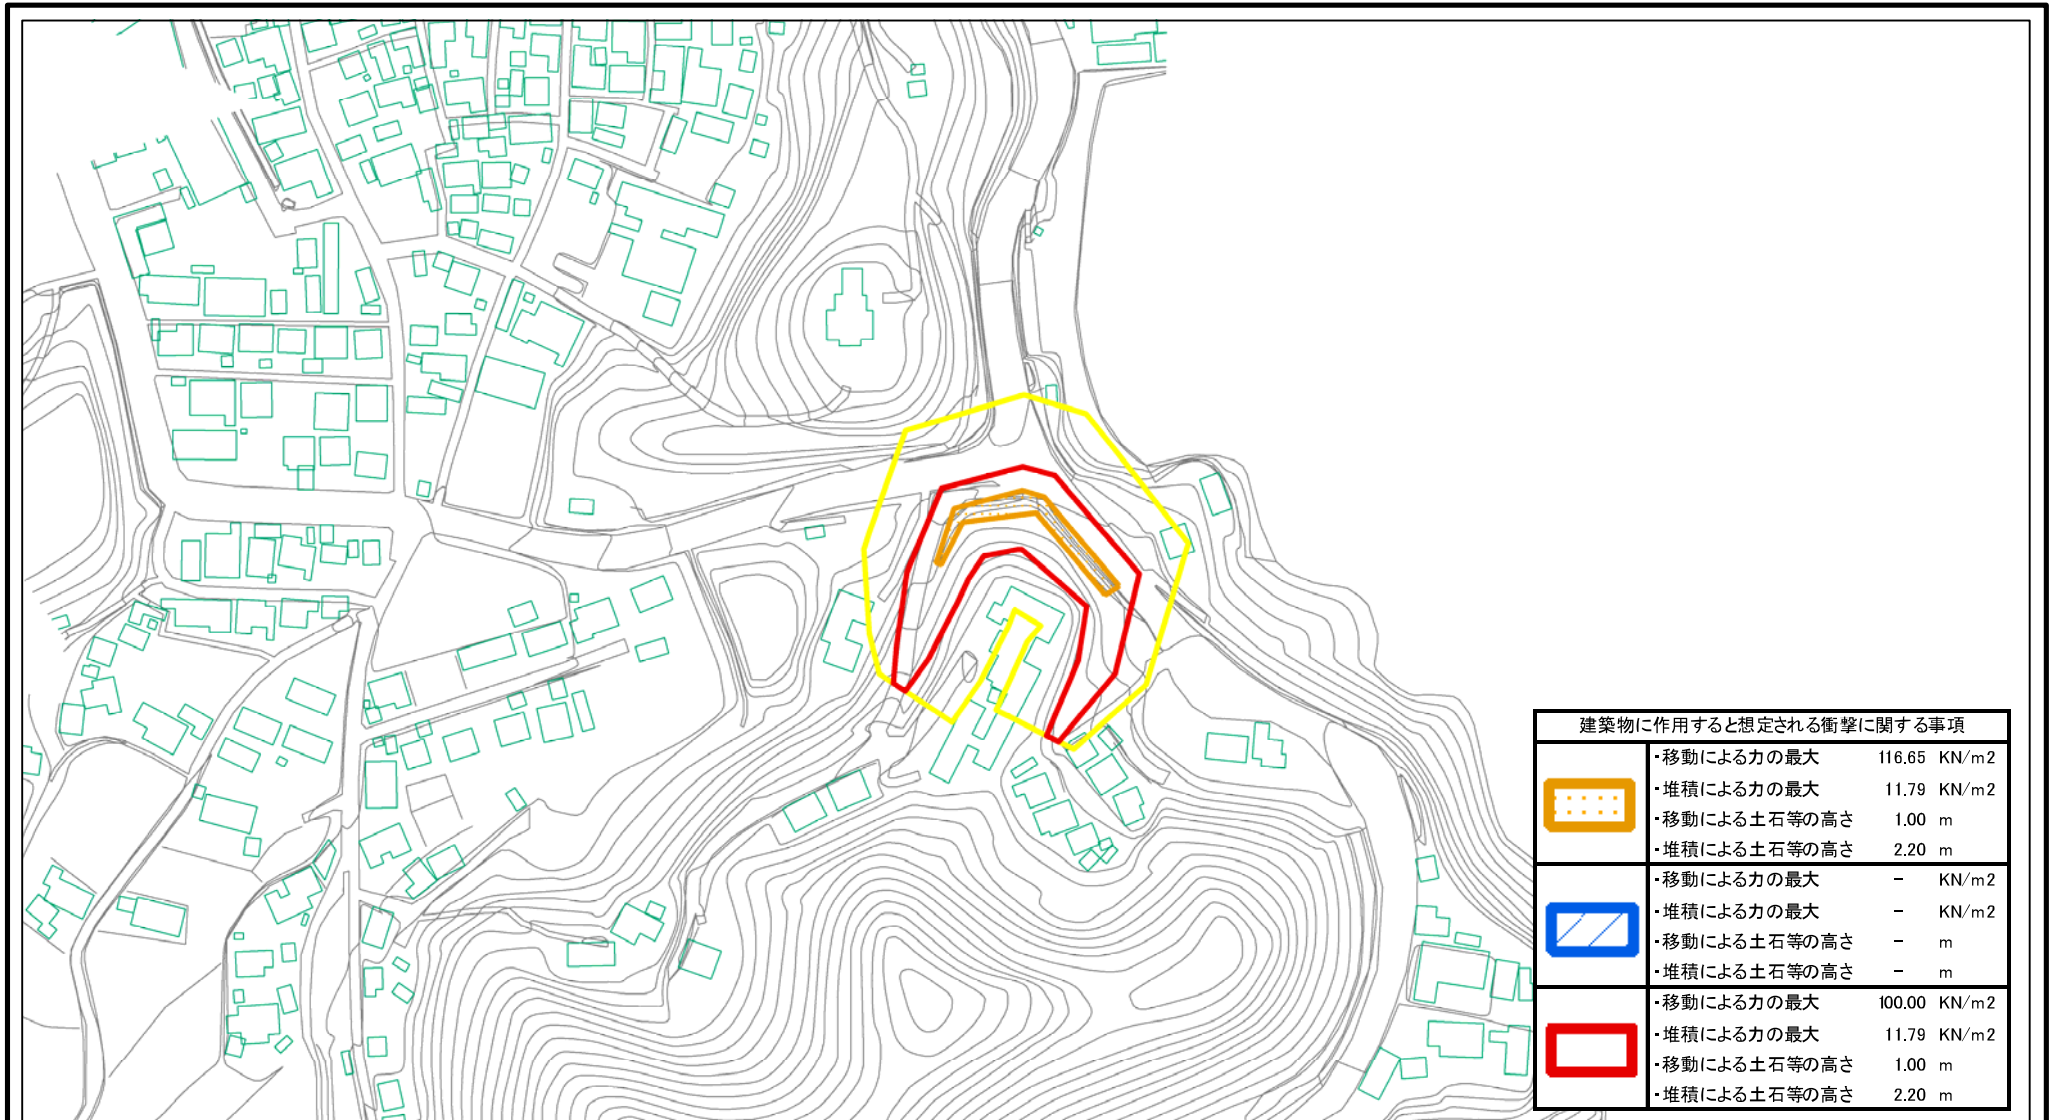 建築物に作用すると想定される衝撃に関する事項
・移動による力の最大 116.65 KN/m2
・堆積による力の最大 11.79 KN/m2
・移動による土石等の高さ 1.00 m
・堆積による土石等の高さ 2.20 m
・移動による力の最大 － KN/m2
・堆積による力の最大 － KN/m2
・移動による土石等の高さ － m
・堆積による土石等の高さ － m
・移動による力の最大 100.00 KN/m2
・堆積による力の最大 11.79 KN/m2
・移動による土石等の高さ 1.00 m
・堆積による土石等の高さ 2.20 m